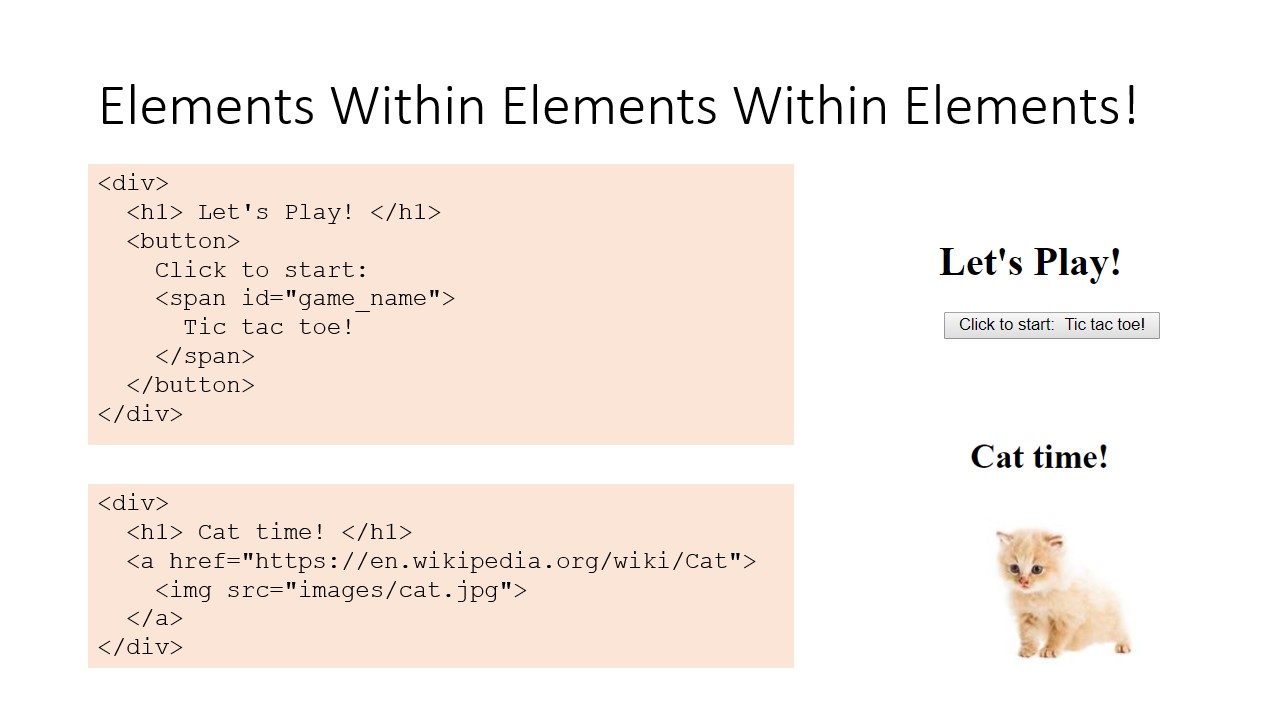 Elements Within Elements Within Elements!
<div>
  <h1> Let's Play! </h1>
  <button>
    Click to start:
    <span id="game_name">
      Tic tac toe!
    </span>
  </button>
</div>
Let's Play!
Click to start:  Tic tac toe!
<div>
  <h1> Cat time! </h1>
  <a href="https://en.wikipedia.org/wiki/Cat">
    <img src="images/cat.jpg">
  </a>
</div>
Cat time!